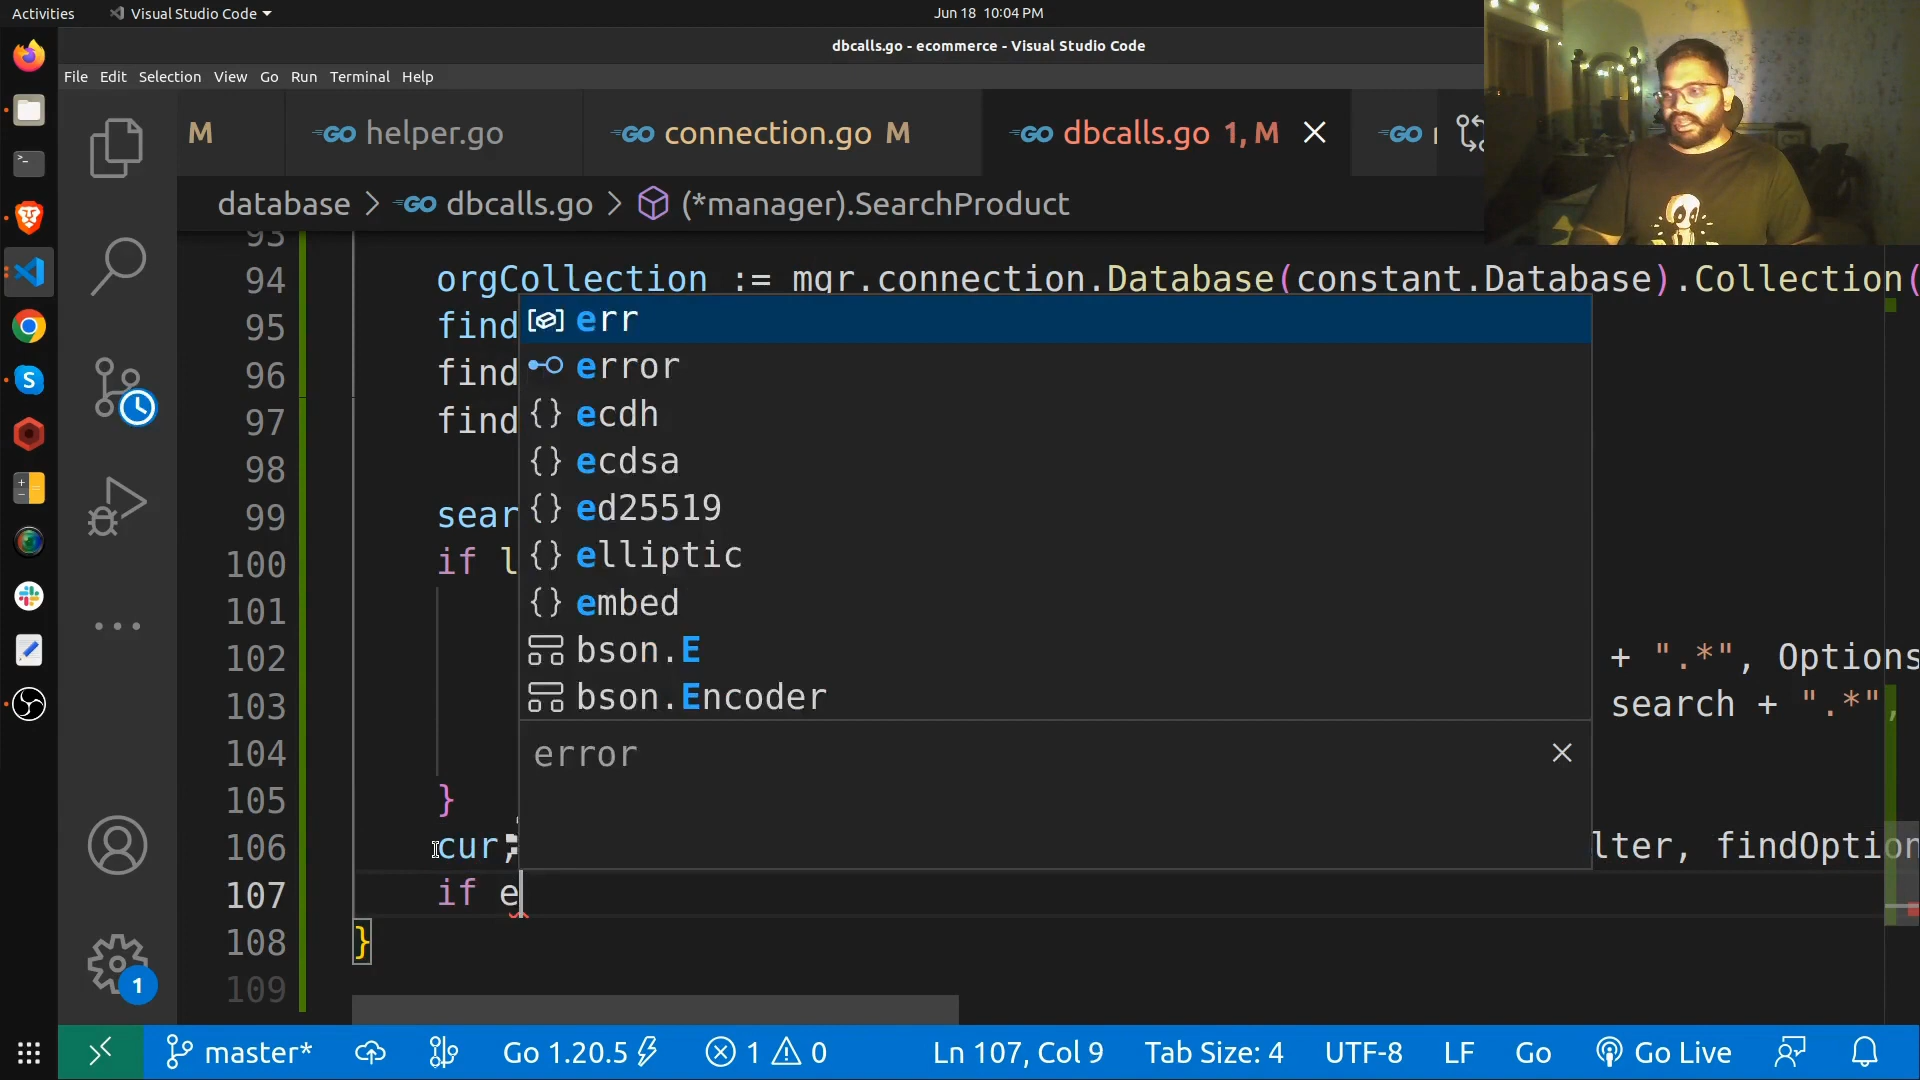 Activities Visual Studio Code Jun 18 10:04 PM
dbcalls.go - ecommerce - Visual Studio Code
File Edit Selection View Go Run Terminal Help
M helper.go connection.go M dbcalls.go 1, M
database > dbcalls.go > (*manager).SearchProduct
93
94 orgCollection := mgr.connection.Database(constant.Database).Collection(
95 find
96 find
97 find
98
99 sear
100 if l
101
102 + ".*", Options
103 search + ".*",
104
105 }
106 cur, lter, findOption
107 if e
108 }
109
err
error
ecdh
ecdsa
ed25519
elliptic
embed
bson.E
bson.Encoder
error
1
master* Go 1.20.5 1 0 Ln 107, Col 9 Tab Size: 4 UTF-8 LF Go Go Live